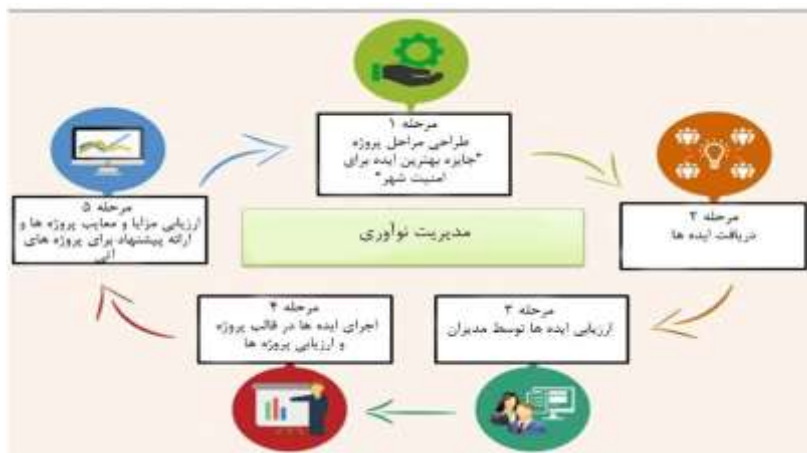 مرحله ۱
طراحی مراحل پروژه
"جایزه بهترین ایده برای
امنیت شهر"
مرحله ۲
دریافت ایده ها
مرحله ۳
ارزیابی ایده ها توسط مدیران
مرحله ۴
اجرای ایده ها در قالب پروژه
و ارزیابی پروژه ها
مرحله ۵
ارزیابی مزایا و معایب پروژه ها و
ارائه پیشنهاد برای پروژه های
آتی
مدیریت نوآوری